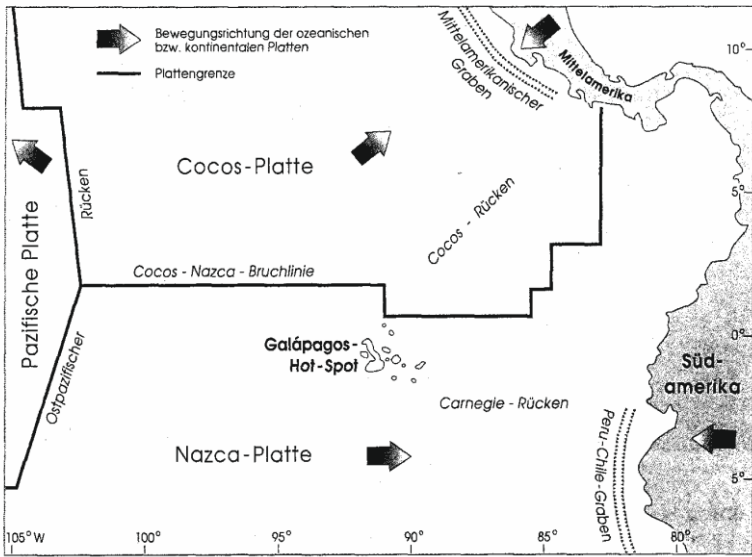 Bewegungsrichtung der ozeanischen
bzw. kontinentalen Platten
Plattengrenze
Mittelamerikanischer
Graben
Mittelamerika
10°
Cocos-Platte
Rücken
Pazifische Platte
5°
Cocos - Rücken
Cocos - Nazca - Bruchlinie
Ostpazifischer
Galápagos-
Hot-Spot
0°
Süd-
amerika
Carnegie - Rücken
Nazca-Platte
Peru-Chile-Graben
5°
105°W
100°
95°
90°
85°
80°